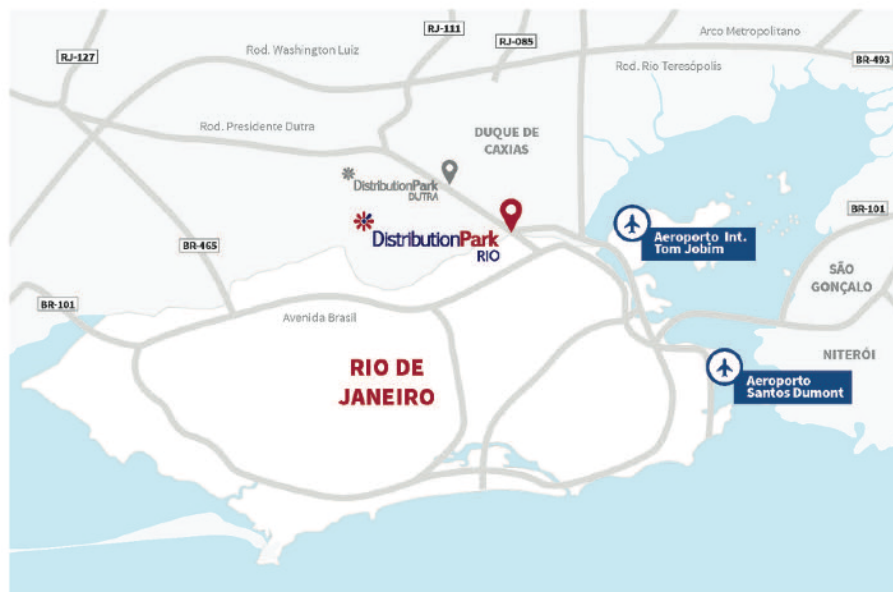 RJ-111
Arco Metropolitano
RJ-085
Rod. Washington Luiz
RJ-127
BR-493
Rod. Rio Teresópolis
Rod. Presidente Dutra
DUQUE DE
CAXIAS
DistributionPark
DUTRA
BR-101
DistributionPark
RIO
Aeroporto Int.
Tom Jobim
BR-465
SÃO
GONÇALO
BR-101
Avenida Brasil
NITERÓI
RIO DE
JANEIRO
Aeroporto
Santos Dumont